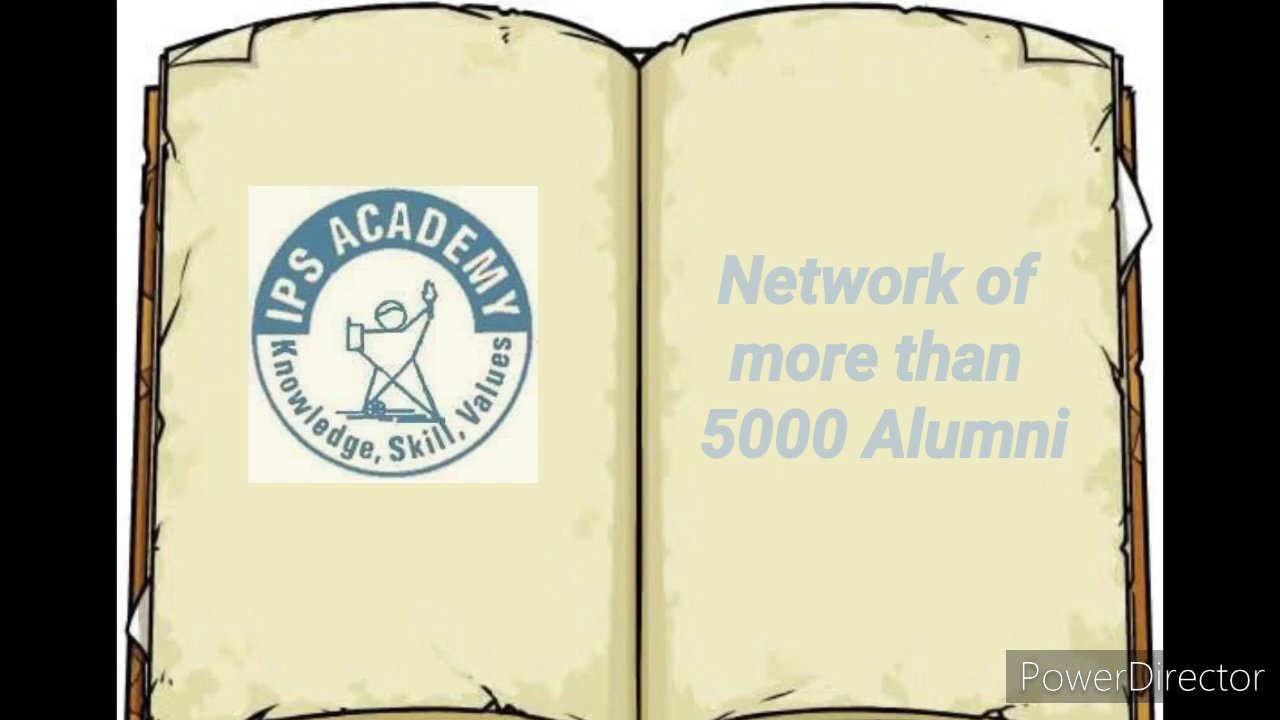 IPS ACADEMY
Knowledge, Skill, Values
Network of
more than
5000 Alumni
PowerDirector